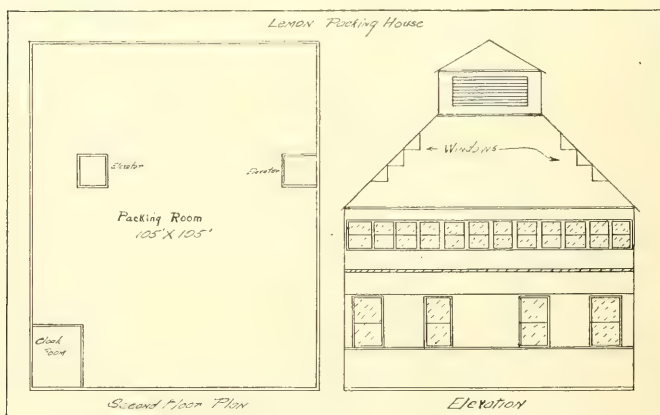 Lemon Packing House
Elevator
Elevator
Packing Room
105' X 105'
Cloak
Room
Second Floor Plan
Windows
Elevation